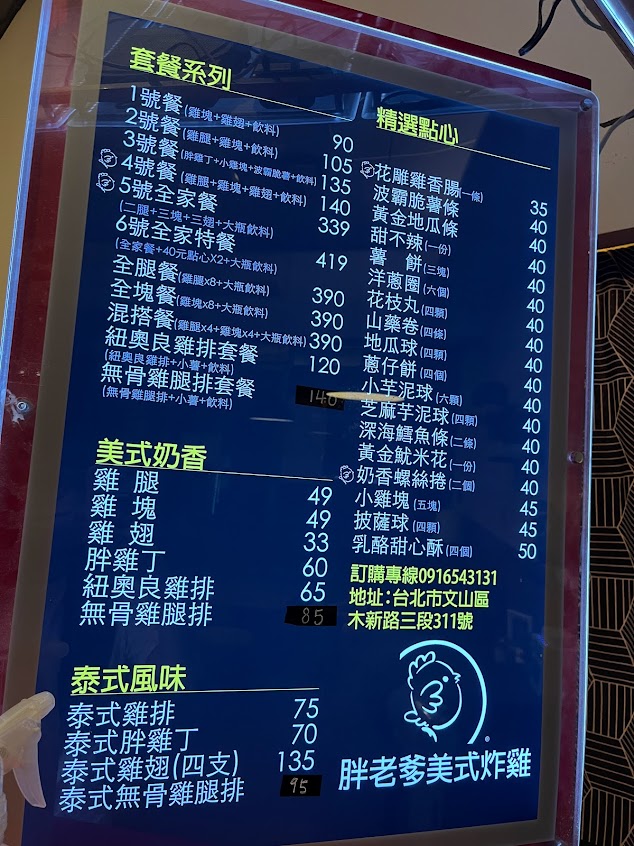 套餐系列
1號餐(雞塊+雞翅+飲料) 90
2號餐(雞腿+雞塊+飲料) 105
3號餐(胖雞丁+小雞塊+波霸脆薯+飲料) 135
4號餐(雞腿+雞塊+雞翅+飲料) 140
5號全家餐 339
(二腿+三塊+三翅+大瓶飲料)
6號全家特餐 419
(全家餐+40元點心X2+大瓶飲料)
全腿餐(雞腿x8+大瓶飲料) 390
全塊餐(雞塊x8+大瓶飲料) 390
混搭餐(雞腿x4+雞塊x4+大瓶飲料) 390
紐奧良雞排套餐 120
(紐奧良雞排+小薯+飲料)
無骨雞腿排套餐 140
(無骨雞腿排+小薯+飲料)
美式奶香
雞 腿 49
雞 塊 49
雞 翅 33
胖雞丁 60
紐奧良雞排 65
無骨雞腿排 85
泰式風味
泰式雞排 75
泰式胖雞丁 70
泰式雞翅(四支) 135
泰式無骨雞腿排 95
精選點心
花雕雞香腸(一條) 35
波霸脆薯條 40
黃金地瓜條 40
甜不辣(一份) 40
薯 餅(三塊) 40
洋蔥圈(六個) 40
花枝丸(四顆) 40
山藥卷(四條) 40
地瓜球(四顆) 40
蔥仔餅(四個) 40
小芋泥球(六顆) 40
芝麻芋泥球(四顆) 40
深海鱈魚條(二條) 40
黃金魷米花(一份) 40
奶香螺絲捲(二個) 40
小雞塊(五塊) 45
披薩球(四顆) 45
乳酪甜心酥(四個) 50
訂購專線0916543131
地址:台北市文山區
木新路三段311號
胖老爹美式炸雞